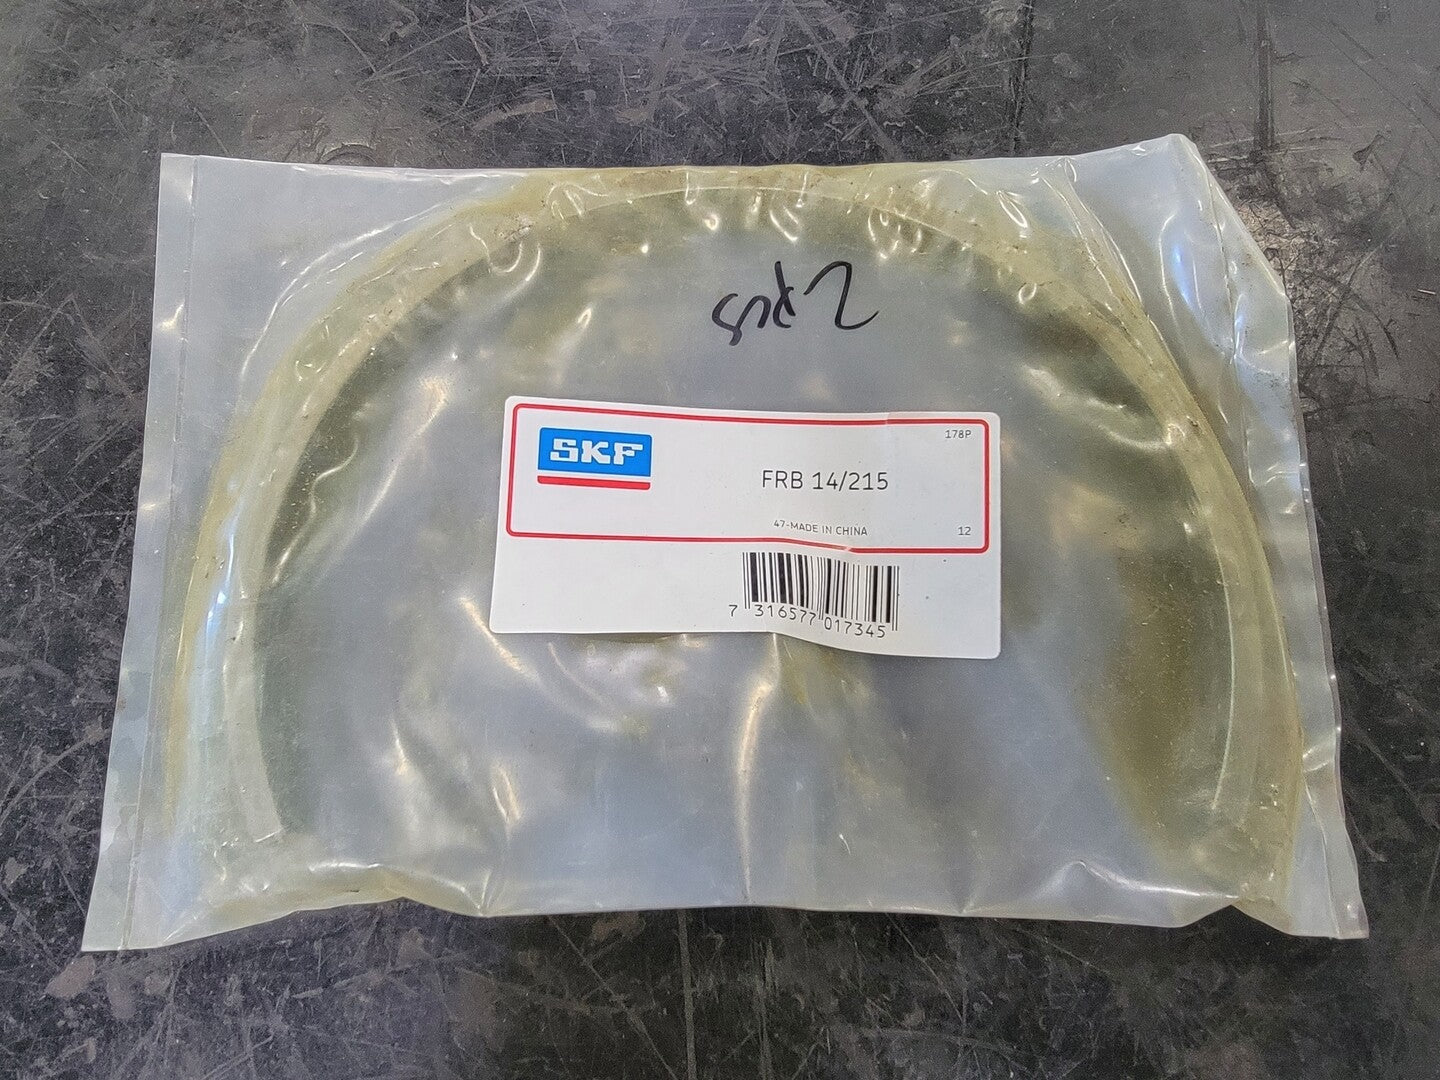 SKF
178P
FRB 14/215
47-MADE IN CHINA
12
7 316577 017345